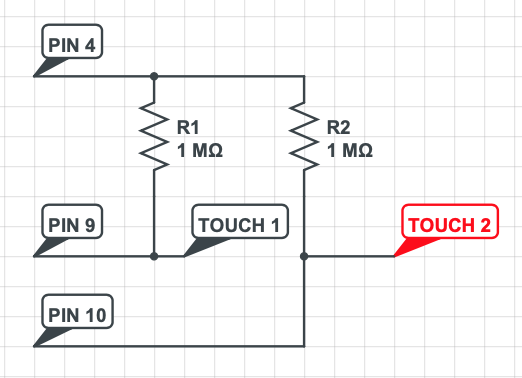 PIN 4
R1
1 MΩ
R2
1 MΩ
PIN 9
TOUCH 1
TOUCH 2
PIN 10